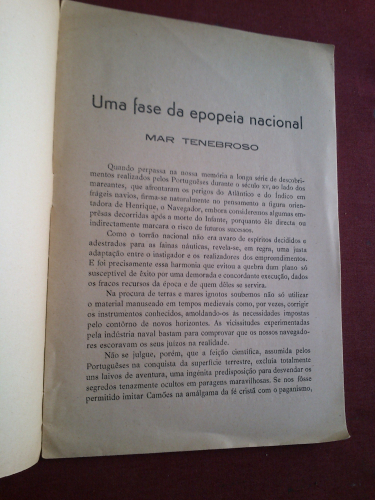 Uma fase da epopeia nacional
MAR TENEBROSO
Quando perpassa na nossa memória a longa série de descobri-
mentos realizados pelos Portuguêses durante o século XV, ao lado dos
mareantes, que afrontaram os perigos do Atlântico e do Índico em
frágeis navios, firma-se naturalmente no pensamento a figura orien-
tadora de Henrique, o Navegador, embora consideremos algumas em-
prêsas decorridas após a morte do Infante, porquanto êle directa ou
indirectamente marcara o risco de futuros sucessos.
Como o torrão nacional não era avaro de espíritos decididos e
adestrados para as fainas náuticas, revela-se, em regra, uma justa
adaptação entre o instigador e os realizadores dos empreendimentos.
E foi precisamente essa harmonia que evitou a quebra dum plano só
susceptível de êxito por uma demorada e concordante execução, dados
os fracos recursos da época e de quem dêles se servira.
Na procura de terras e mares ignotos soubemos não só utilizar
o material manuseado em tempos medievais como, por vezes, corrigir
os instrumentos conhecidos, amoldando-os às necessidades impostas
pelo contôrno de novos horizontes. As vicissitudes experimentadas
pela indústria naval bastam para comprovar que os nossos navegado-
res escoravam os seus juízos na realidade.
Não se julgue, porém, que a feição científica, assumida pelos
Portuguêses na conquista da superfície terrestre, excluía totalmente
uns laivos de aventura, uma ingénita predisposição para desvendar os
segredos tenazmente ocultos em paragens maravilhosas. Se nos fôsse
permitido imitar Camões na amálgama da fé cristã com o paganismo,